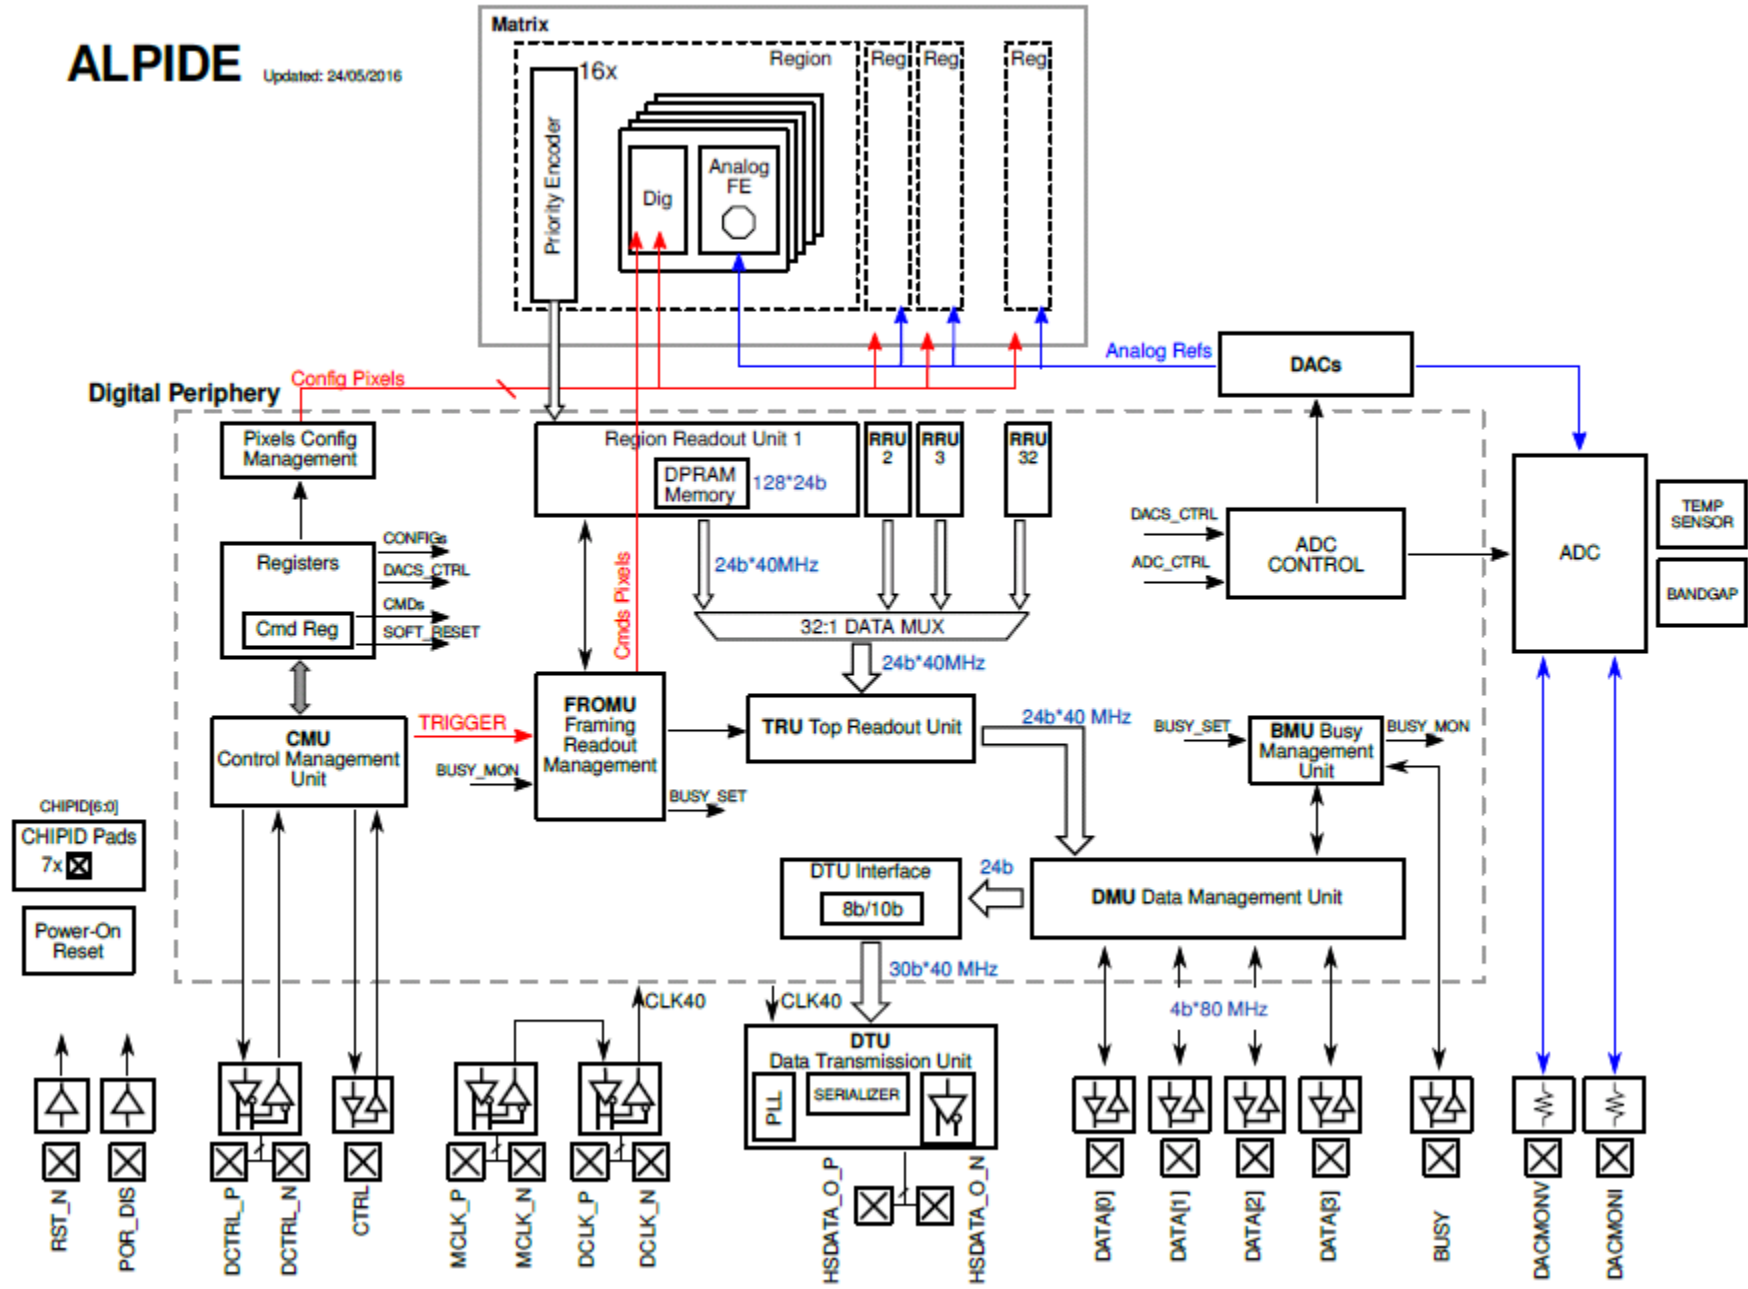 ALPIDE
Updated: 24/05/2016
Matrix
Region
Reg
Reg
Reg
16x
Priority Encoder
Dig
Analog
FE
Analog Refs
DACs
Digital Periphery
Config Pixels
Pixels Config
Management
Region Readout Unit 1
DPRAM
Memory
128*24b
RRU
2
RRU
3
RRU
32
Registers
Cmd Reg
CONFIGs
DACS_CTRL
CMDs
SOFT_RESET
Cmds Pixels
24b*40MHz
32:1 DATA MUX
24b*40MHz
DACS_CTRL
ADC_CTRL
ADC
CONTROL
ADC
TEMP
SENSOR
BANDGAP
CMU
Control Management
Unit
TRIGGER
BUSY_MON
FROMU
Framing
Readout
Management
BUSY_SET
TRU Top Readout Unit
24b*40 MHz
BUSY_SET
BMU Busy
Management
Unit
BUSY_MON
CHIPID[6:0]
CHIPID Pads
7x
Power-On
Reset
DTU Interface
8b/10b
24b
DMU Data Management Unit
30b*40 MHz
CLK40
CLK40
4b*80 MHz
DTU
Data Transmission Unit
PLL
SERIALIZER
RST_N
POR_DIS
DCTRL_P
DCTRL_N
CTRL
MCLK_P
MCLK_N
DCLK_P
DCLK_N
HSDATA_O_P
HSDATA_O_N
DATA[0]
DATA[1]
DATA[2]
DATA[3]
BUSY
DACMONV
DACMONI